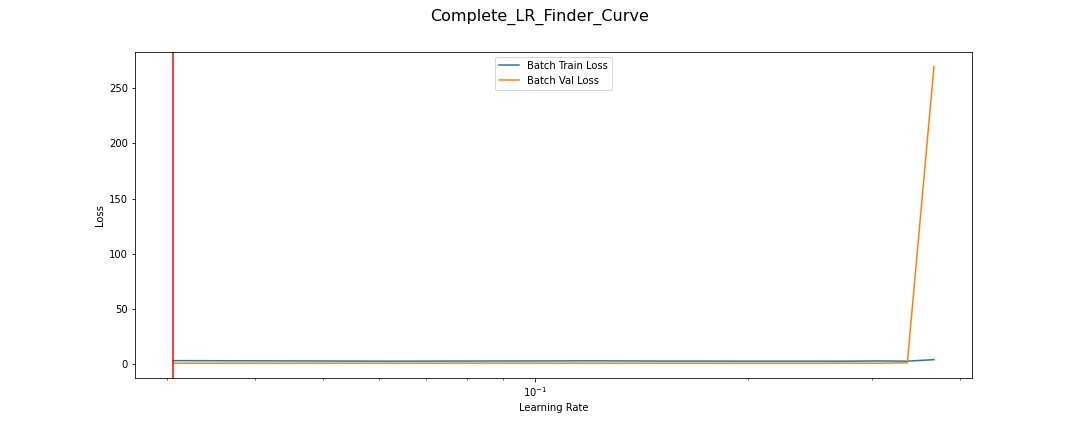 Complete_LR_Finder_Curve
Batch Train Loss
Batch Val Loss
250
200
150
100
50
0
Loss
10⁻¹
Learning Rate